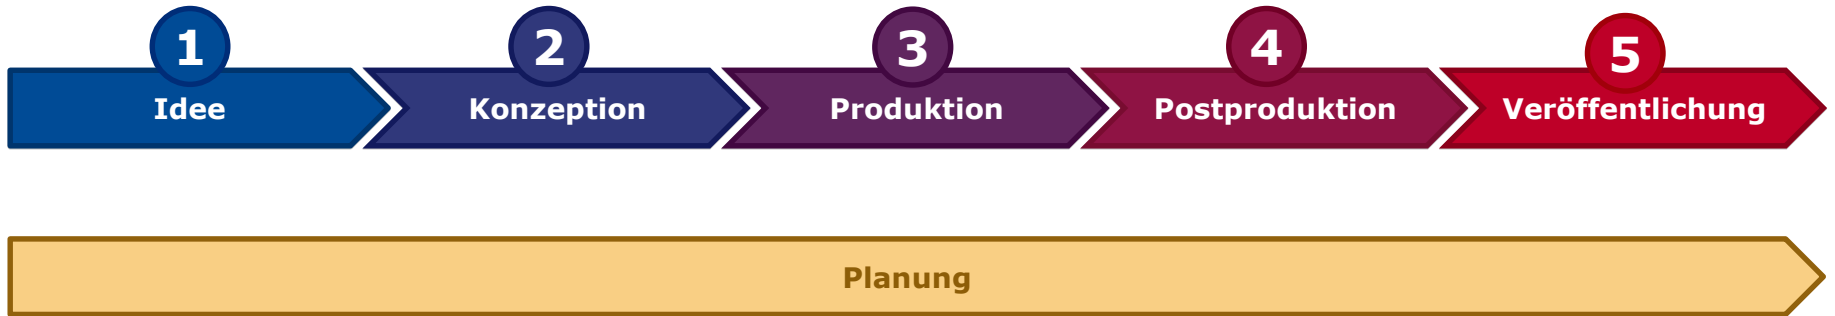 1
2
3
4
5
Idee
Konzeption
Produktion
Postproduktion
Veröffentlichung
Planung